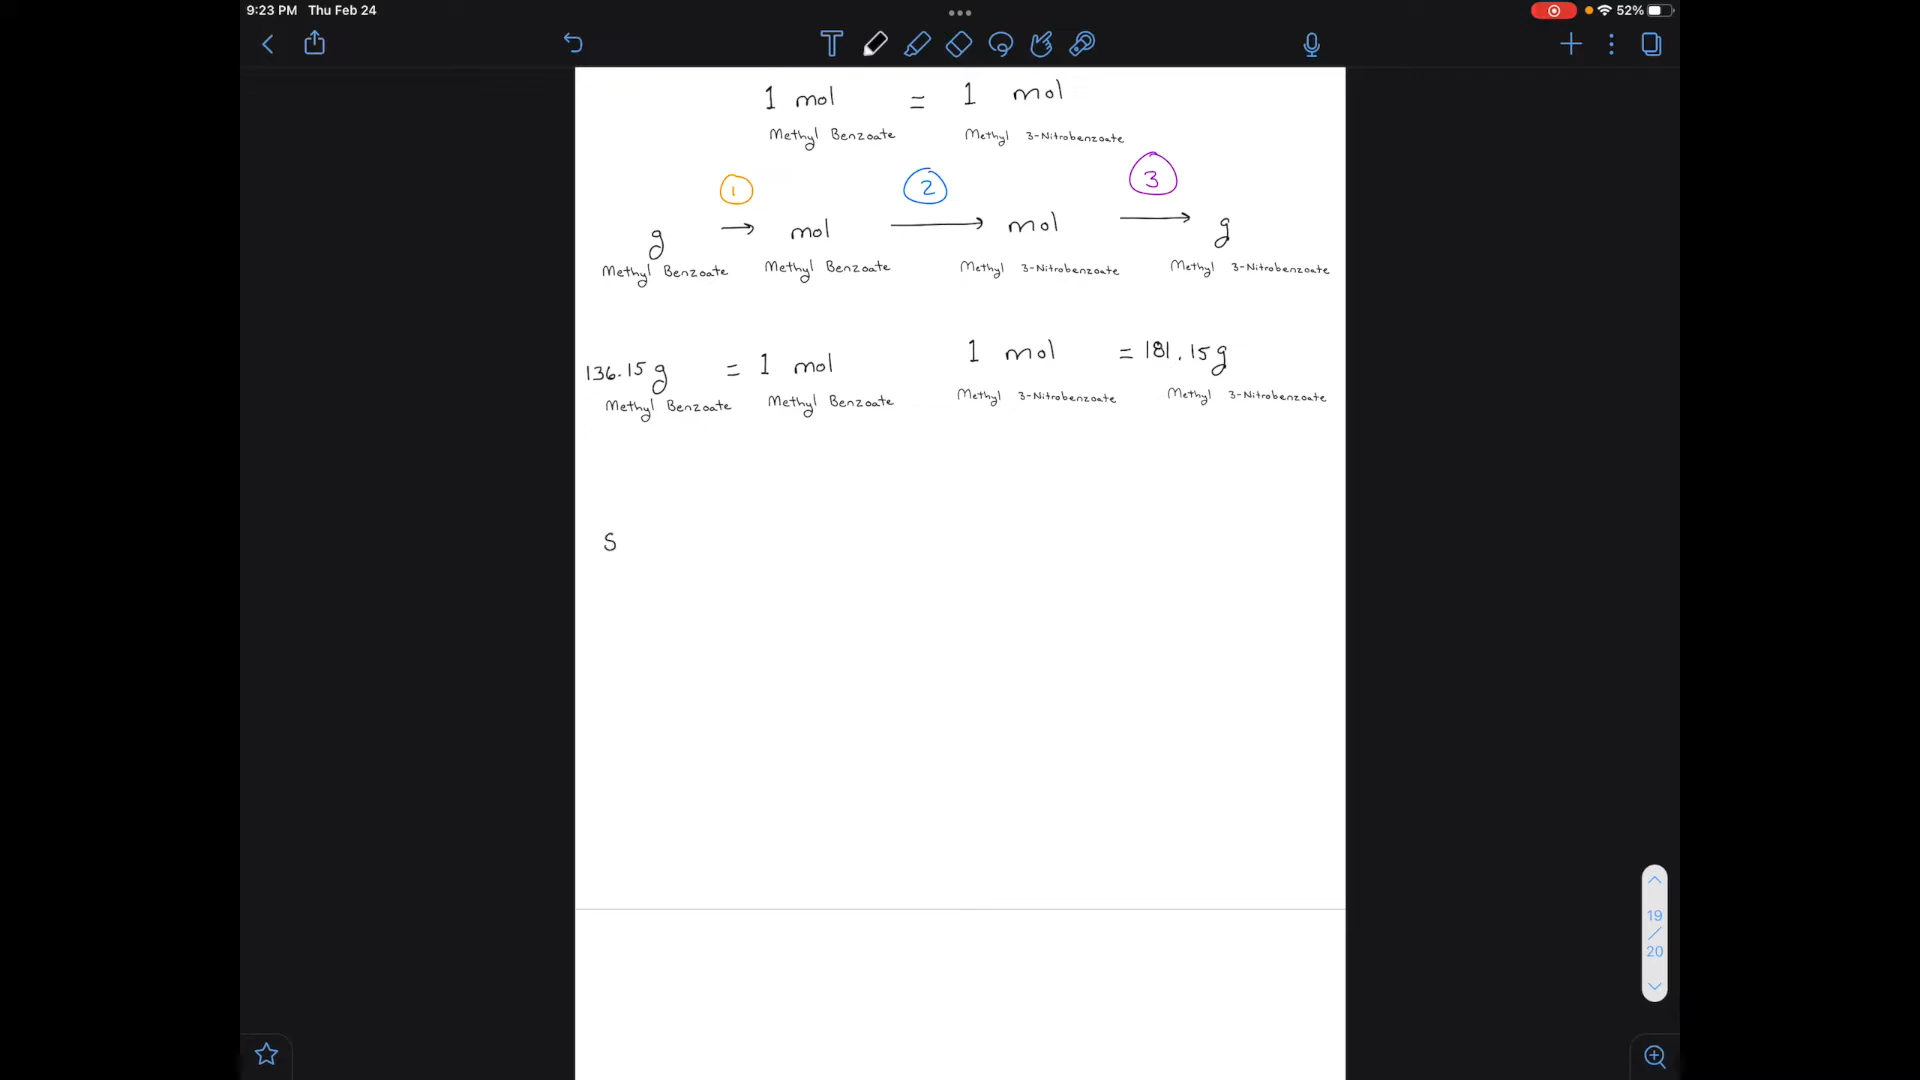 9:23 PM Thu Feb 24
52%
1 mol = 1 mol
Methyl Benzoate Methyl 3-Nitrobenzoate
1 2 3
g → mol → mol → g
Methyl Benzoate Methyl Benzoate Methyl 3-Nitrobenzoate Methyl 3-Nitrobenzoate
136.15 g = 1 mol 1 mol = 181.15 g
Methyl Benzoate Methyl Benzoate Methyl 3-Nitrobenzoate Methyl 3-Nitrobenzoate
S
19
/
20